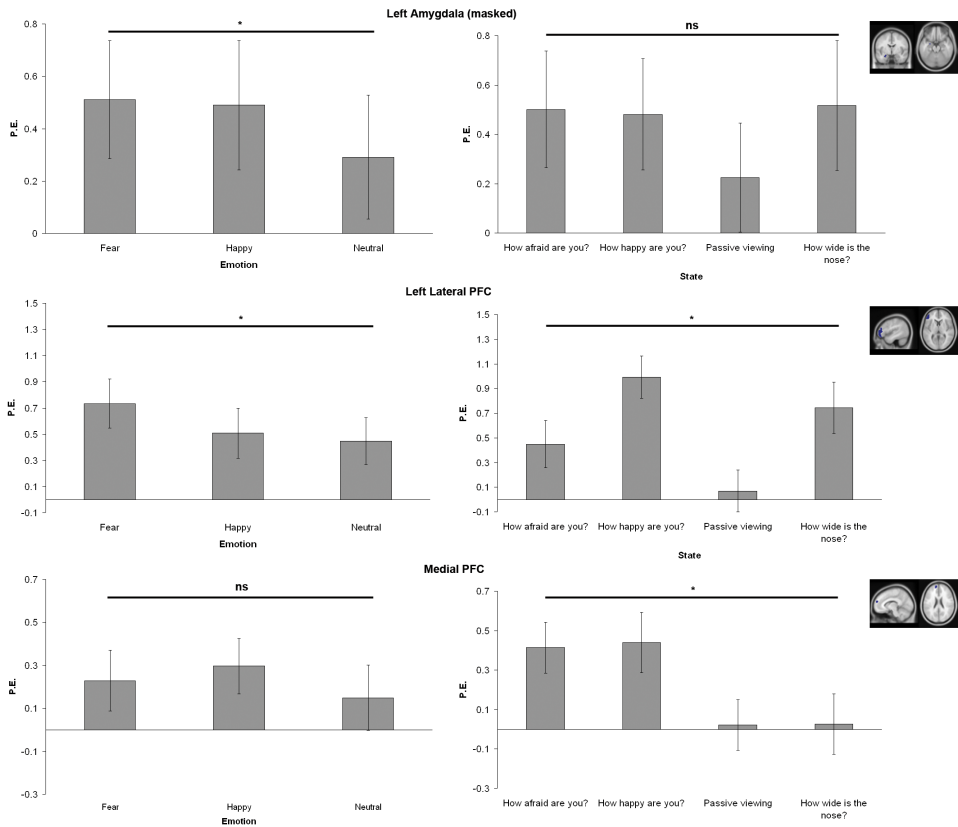 Left Amygdala (masked)
0.8
0.6
0.4
0.2
0
P.E.
*
Fear
Happy
Neutral
Emotion
0.8
0.6
0.4
0.2
0
P.E.
ns
How afraid are you?
How happy are you?
Passive viewing
How wide is the
nose?
State
Left Lateral PFC
1.5
1.3
1.1
0.9
0.7
0.5
0.3
0.1
-0.1
P.E.
*
Fear
Happy
Neutral
Emotion
1.5
1.3
1.1
0.9
0.7
0.5
0.3
0.1
-0.1
P.E.
*
How afraid are you?
How happy are you?
Passive viewing
How wide is the
nose?
State
Medial PFC
0.7
0.5
0.3
0.1
-0.1
-0.3
P.E.
ns
Fear
Happy
Neutral
Emotion
0.7
0.5
0.3
0.1
-0.1
-0.3
P.E.
*
How afraid are you?
How happy are you?
Passive viewing
How wide is the
nose?
State